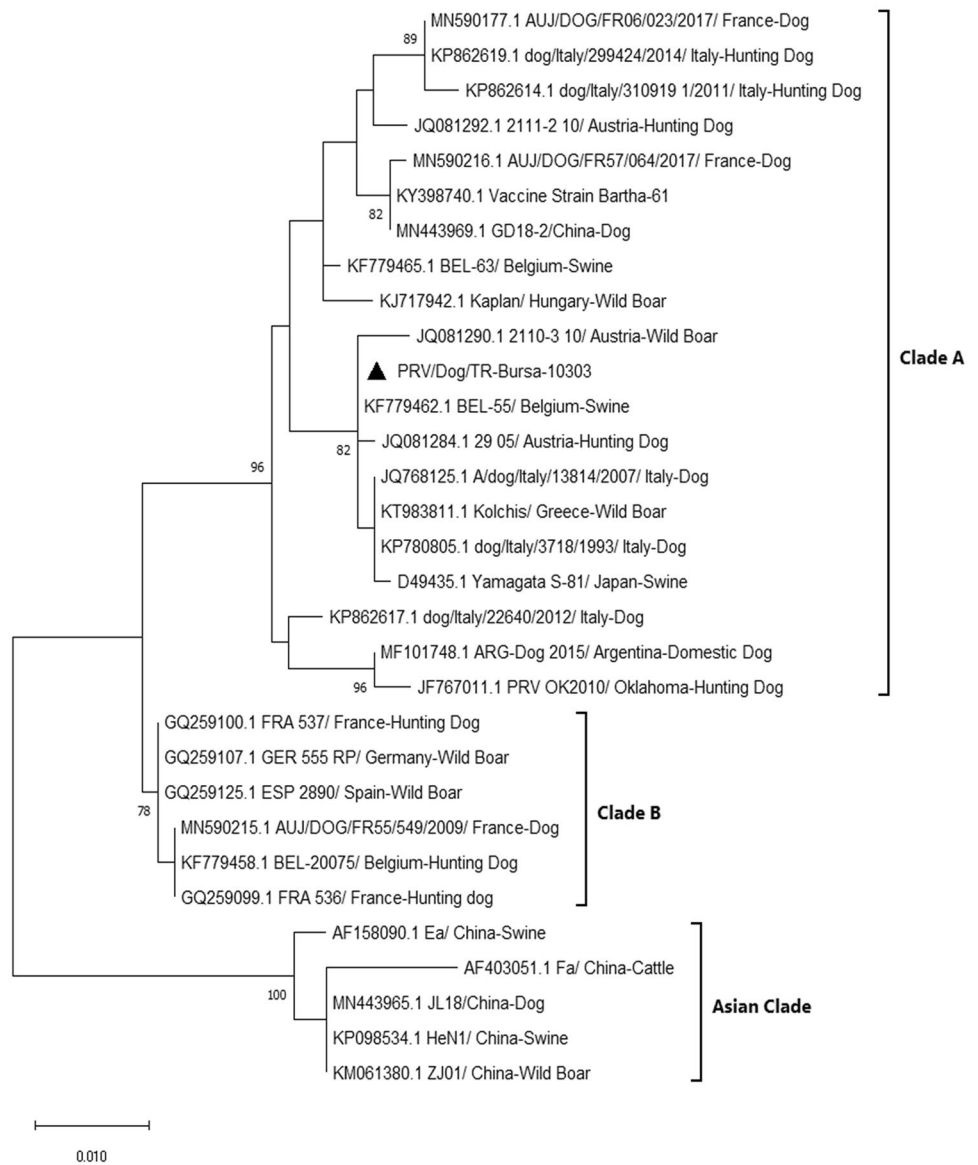 MN590177.1 AUJ/DOG/FR06/023/2017/ France-Dog
89
KP862619.1 dog/Italy/299424/2014/ Italy-Hunting Dog
KP862614.1 dog/Italy/310919 1/2011/ Italy-Hunting Dog
JQ081292.1 2111-2 10/ Austria-Hunting Dog
MN590216.1 AUJ/DOG/FR57/064/2017/ France-Dog
KY398740.1 Vaccine Strain Bartha-61
82
MN443969.1 GD18-2/China-Dog
KF779465.1 BEL-63/ Belgium-Swine
KJ717942.1 Kaplan/ Hungary-Wild Boar
JQ081290.1 2110-3 10/ Austria-Wild Boar
Clade A
PRV/Dog/TR-Bursa-10303
KF779462.1 BEL-55/ Belgium-Swine
JQ081284.1 29 05/ Austria-Hunting Dog
82
96
JQ768125.1 A/dog/Italy/13814/2007/ Italy-Dog
KT983811.1 Kolchis/ Greece-Wild Boar
KP780805.1 dog/Italy/3718/1993/ Italy-Dog
D49435.1 Yamagata S-81/ Japan-Swine
KP862617.1 dog/Italy/22640/2012/ Italy-Dog
MF101748.1 ARG-Dog 2015/ Argentina-Domestic Dog
96
JF767011.1 PRV OK2010/ Oklahoma-Hunting Dog
GQ259100.1 FRA 537/ France-Hunting Dog
GQ259107.1 GER 555 RP/ Germany-Wild Boar
GQ259125.1 ESP 2890/ Spain-Wild Boar
78
Clade B
MN590215.1 AUJ/DOG/FR55/549/2009/ France-Dog
KF779458.1 BEL-20075/ Belgium-Hunting Dog
GQ259099.1 FRA 536/ France-Hunting dog
AF158090.1 Ea/ China-Swine
AF403051.1 Fa/ China-Cattle
100
MN443965.1 JL18/China-Dog
Asian Clade
KP098534.1 HeN1/ China-Swine
KM061380.1 ZJ01/ China-Wild Boar
0.010